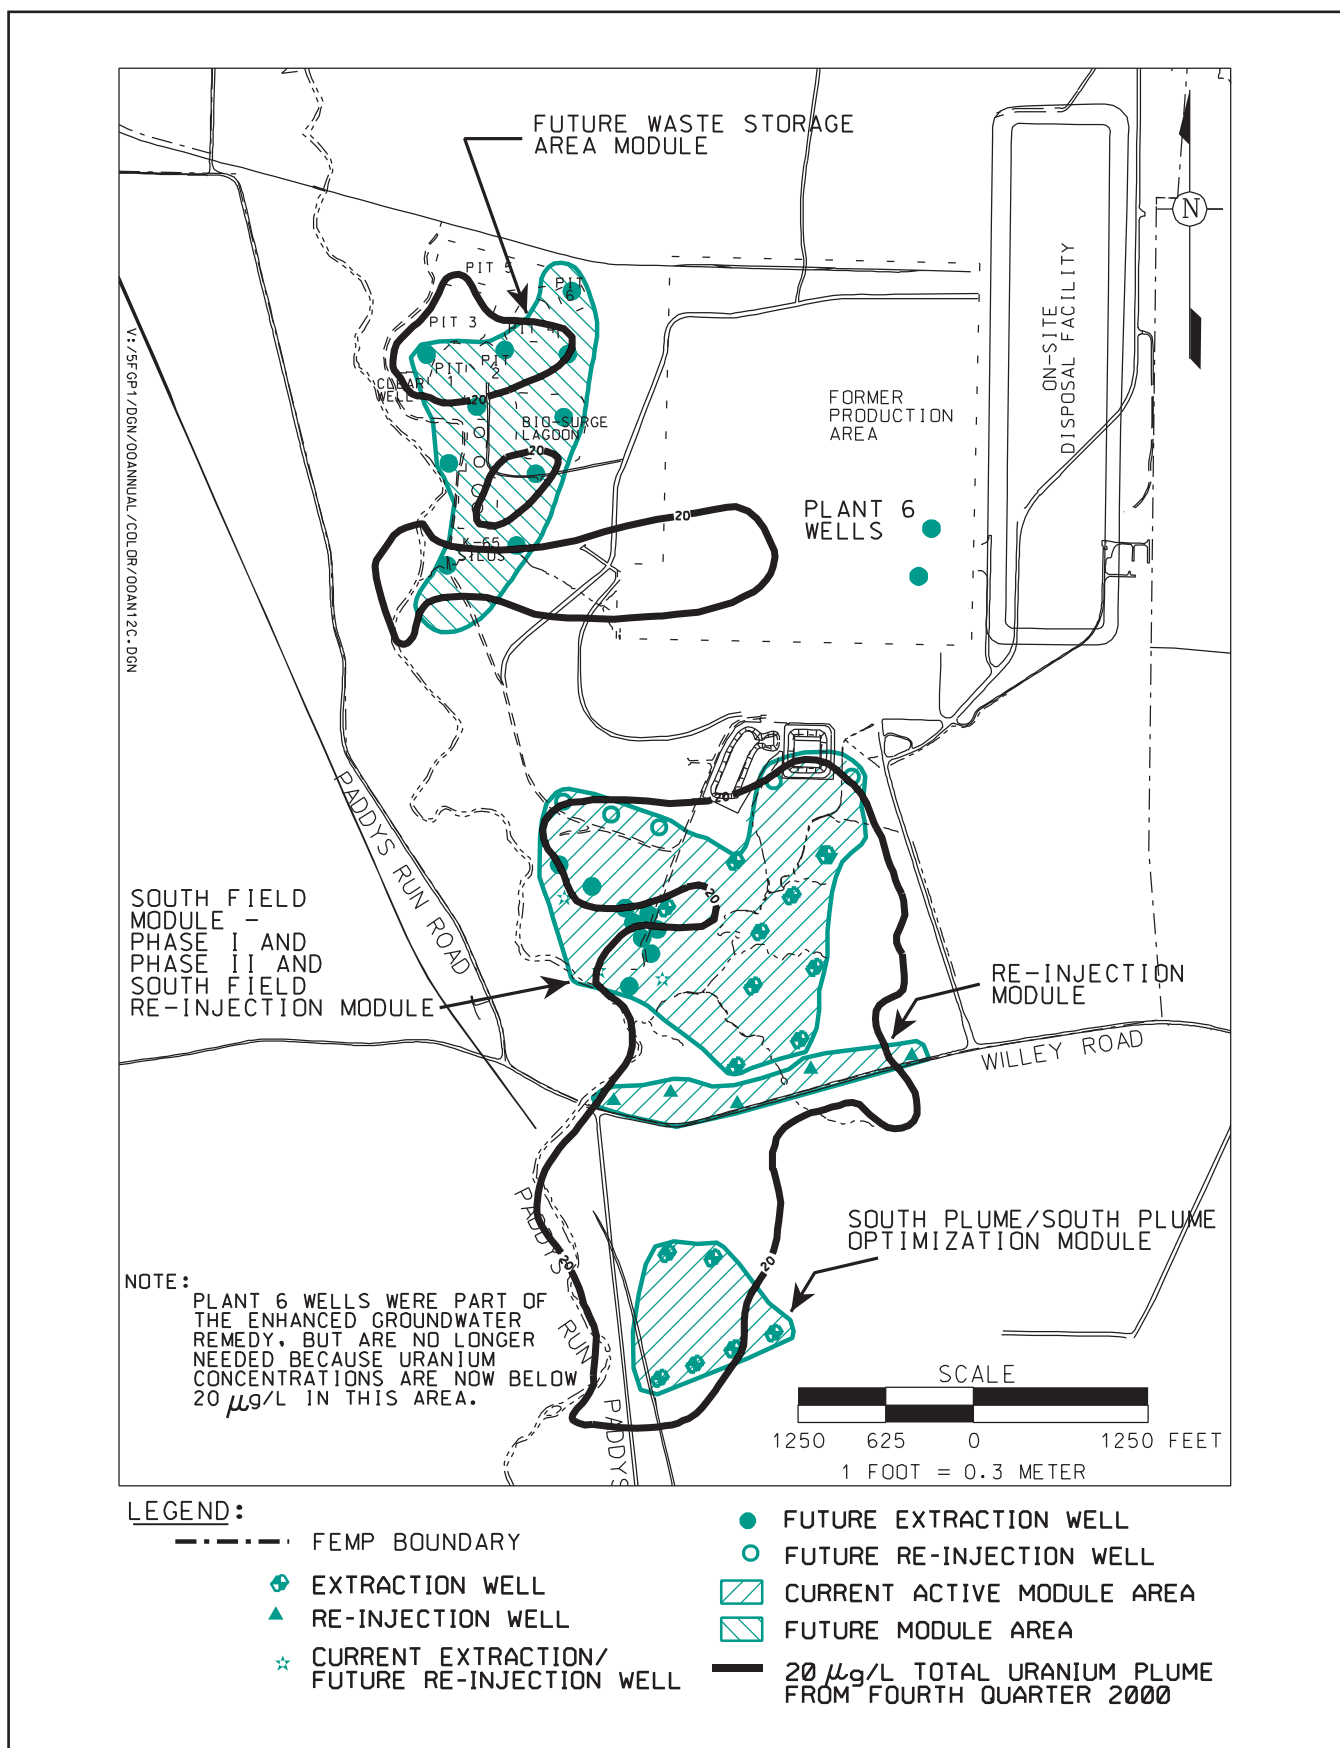 FUTURE WASTE STORAGE
AREA MODULE
N
PIT 5
PIT
6
PIT 3
PIT 4
PIT
1
PIT
2
CLEAR
WELL
20
BIO-SURGE
LAGOON
20
K-65
SILOS
20
FORMER
PRODUCTION
AREA
PLANT 6
WELLS
ON-SITE
DISPOSAL FACILITY
V:/5FGP1/DGN/00ANNUAL/COLOR/00AN12C.DGN
PADDYS RUN ROAD
20
20
SOUTH FIELD
MODULE -
PHASE I AND
PHASE II AND
SOUTH FIELD
RE-INJECTION MODULE
RE-INJECTION
MODULE
WILLEY ROAD
PADDYS RUN
20
20
SOUTH PLUME/SOUTH PLUME
OPTIMIZATION MODULE
NOTE:
PLANT 6 WELLS WERE PART OF
THE ENHANCED GROUNDWATER
REMEDY, BUT ARE NO LONGER
NEEDED BECAUSE URANIUM
CONCENTRATIONS ARE NOW BELOW
20 µg/L IN THIS AREA.
PADDYS
SCALE
1250 625 0 1250 FEET
1 FOOT = 0.3 METER
LEGEND:
FEMP BOUNDARY
EXTRACTION WELL
RE-INJECTION WELL
CURRENT EXTRACTION/
FUTURE RE-INJECTION WELL
FUTURE EXTRACTION WELL
FUTURE RE-INJECTION WELL
CURRENT ACTIVE MODULE AREA
FUTURE MODULE AREA
20 µg/L TOTAL URANIUM PLUME
FROM FOURTH QUARTER 2000